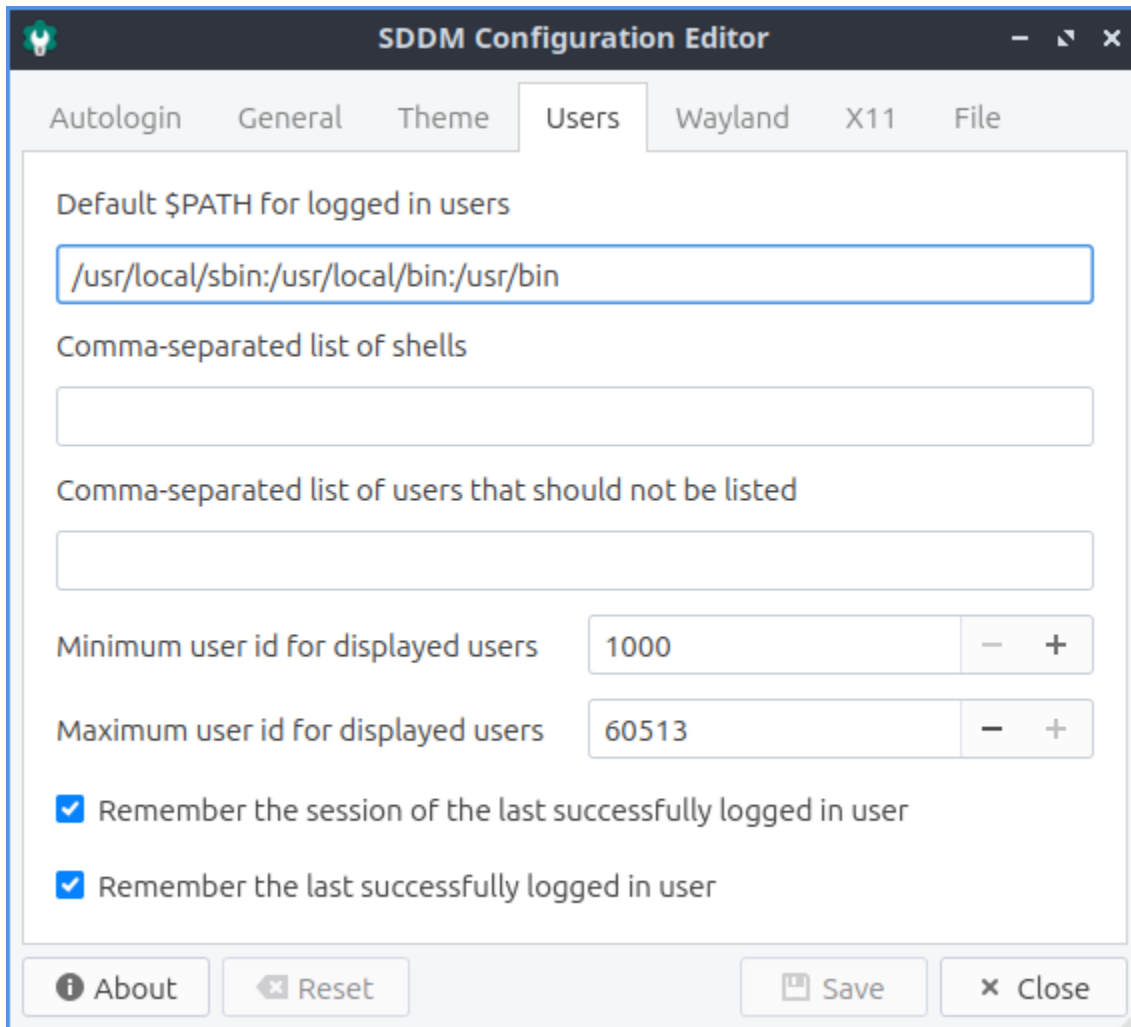 SDDM Configuration Editor
Autologin General Theme Users Wayland X11 File
Default $PATH for logged in users
/usr/local/sbin:/usr/local/bin:/usr/bin
Comma-separated list of shells
Comma-separated list of users that should not be listed
Minimum user id for displayed users 1000
Maximum user id for displayed users 60513
Remember the session of the last successfully logged in user
Remember the last successfully logged in user
About Reset Save Close